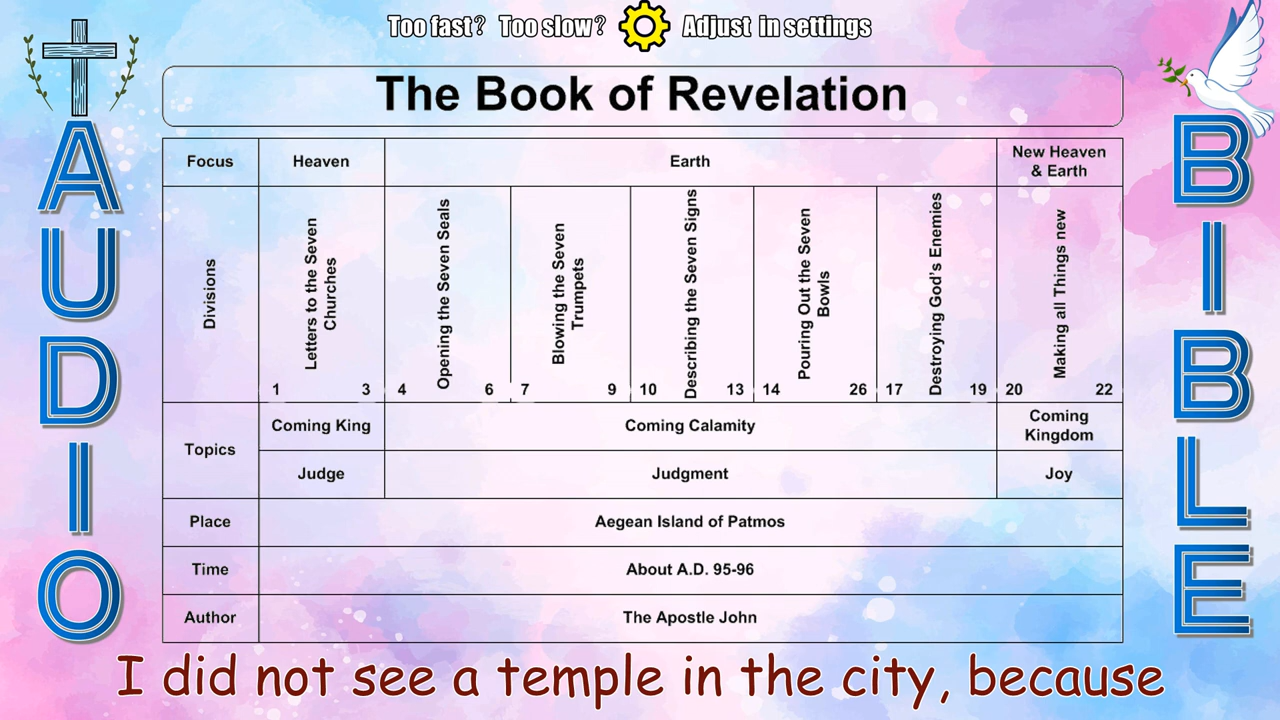 Too fast? Too slow? Adjust in settings
AUDIO
BIBLE
The Book of Revelation
Focus Heaven Earth New Heaven & Earth
Divisions
Letters to the Seven Churches
Opening the Seven Seals
Blowing the Seven Trumpets
Describing the Seven Signs
Pouring Out the Seven Bowls
Destroying God's Enemies
Making all Things new
1 3 4 6 7 9 10 13 14 26 17 19 20 22
Topics
Coming King Coming Calamity Coming Kingdom
Judge Judgment Joy
Place Aegean Island of Patmos
Time About A.D. 95-96
Author The Apostle John
I did not see a temple in the city, because